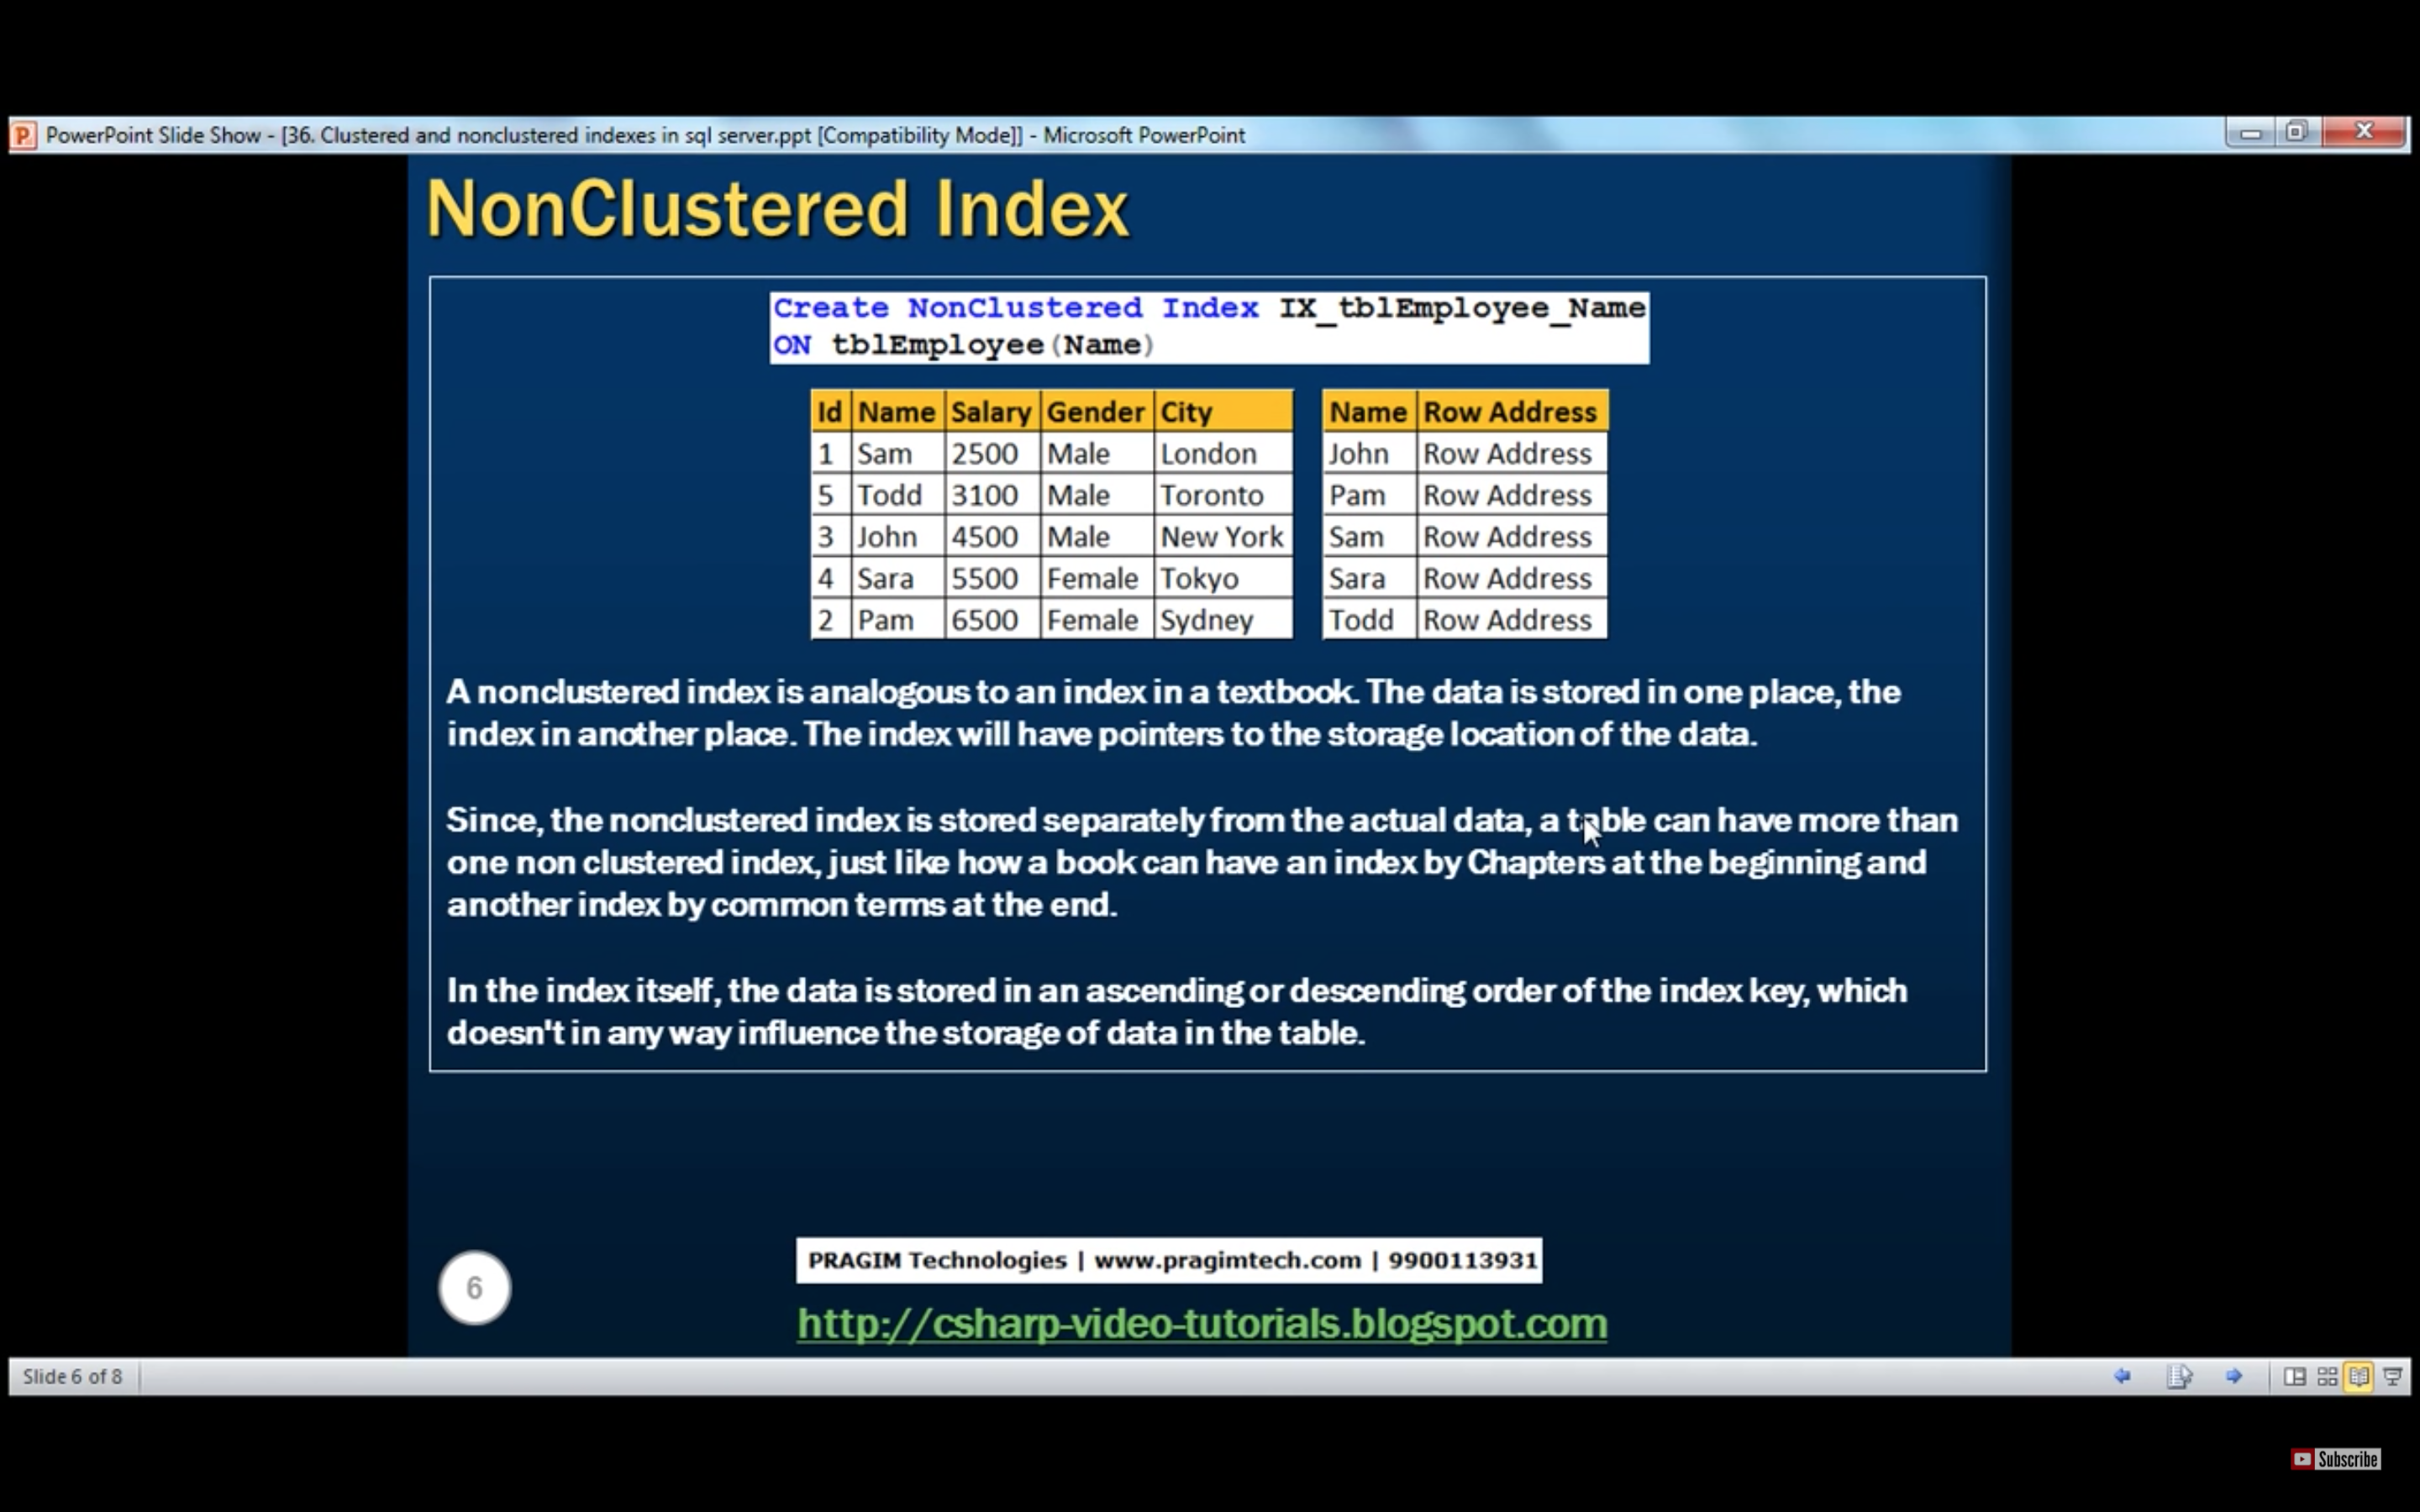 PowerPoint Slide Show - [36. Clustered and nonclustered indexes in sql server.ppt [Compatibility Mode]] - Microsoft PowerPoint
NonClustered Index
Create NonClustered Index IX_tblEmployee_Name
ON tblEmployee(Name)
Id Name Salary Gender City
1 Sam 2500 Male London
5 Todd 3100 Male Toronto
3 John 4500 Male New York
4 Sara 5500 Female Tokyo
2 Pam 6500 Female Sydney
Name Row Address
John Row Address
Pam Row Address
Sam Row Address
Sara Row Address
Todd Row Address
A nonclustered index is analogous to an index in a textbook. The data is stored in one place, the
index in another place. The index will have pointers to the storage location of the data.
Since, the nonclustered index is stored separately from the actual data, a table can have more than
one non clustered index, just like how a book can have an index by Chapters at the beginning and
another index by common terms at the end.
In the index itself, the data is stored in an ascending or descending order of the index key, which
doesn't in any way influence the storage of data in the table.
PRAGIM Technologies | www.pragimtech.com | 9900113931
6
http://csharp-video-tutorials.blogspot.com
Slide 6 of 8
Subscribe